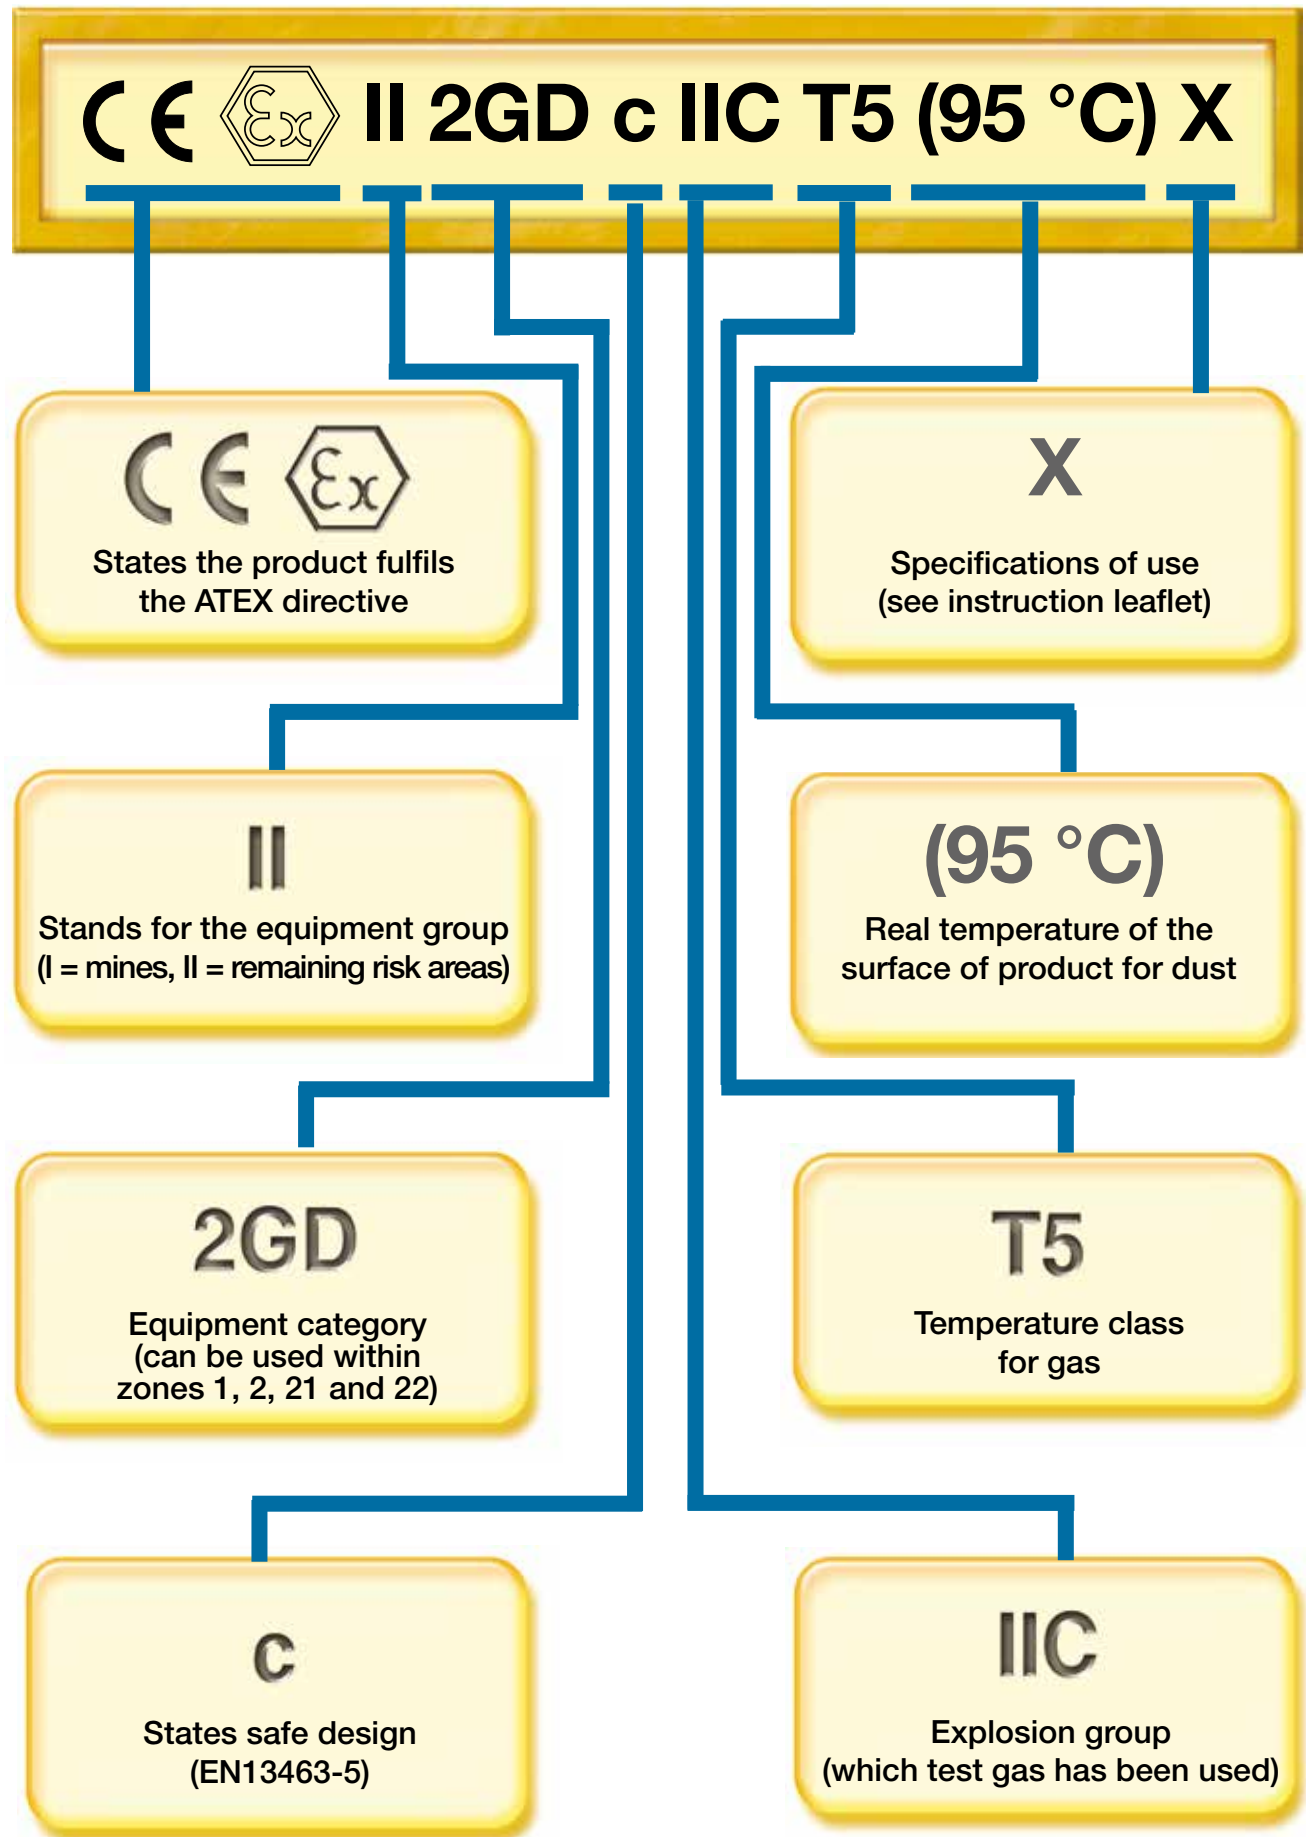 CE Ex II 2GD c IIC T5 (95 °C) X
CE Ex
States the product fulfils
the ATEX directive
X
Specifications of use
(see instruction leaflet)
II
Stands for the equipment group
(I = mines, II = remaining risk areas)
(95 °C)
Real temperature of the
surface of product for dust
2GD
Equipment category
(can be used within
zones 1, 2, 21 and 22)
T5
Temperature class
for gas
c
States safe design
(EN13463-5)
IIC
Explosion group
(which test gas has been used)